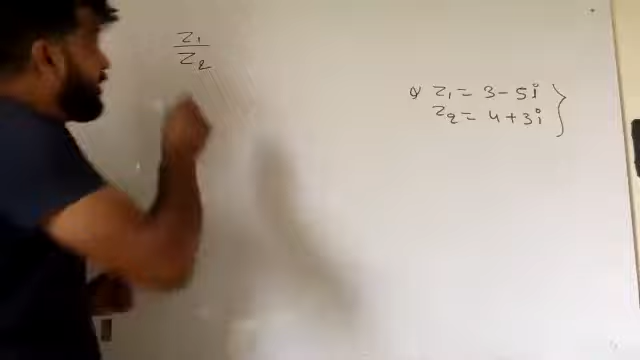 Z₁
Z₂
Q Z₁ = 3 - 5i
Z₂ = 4 + 3i